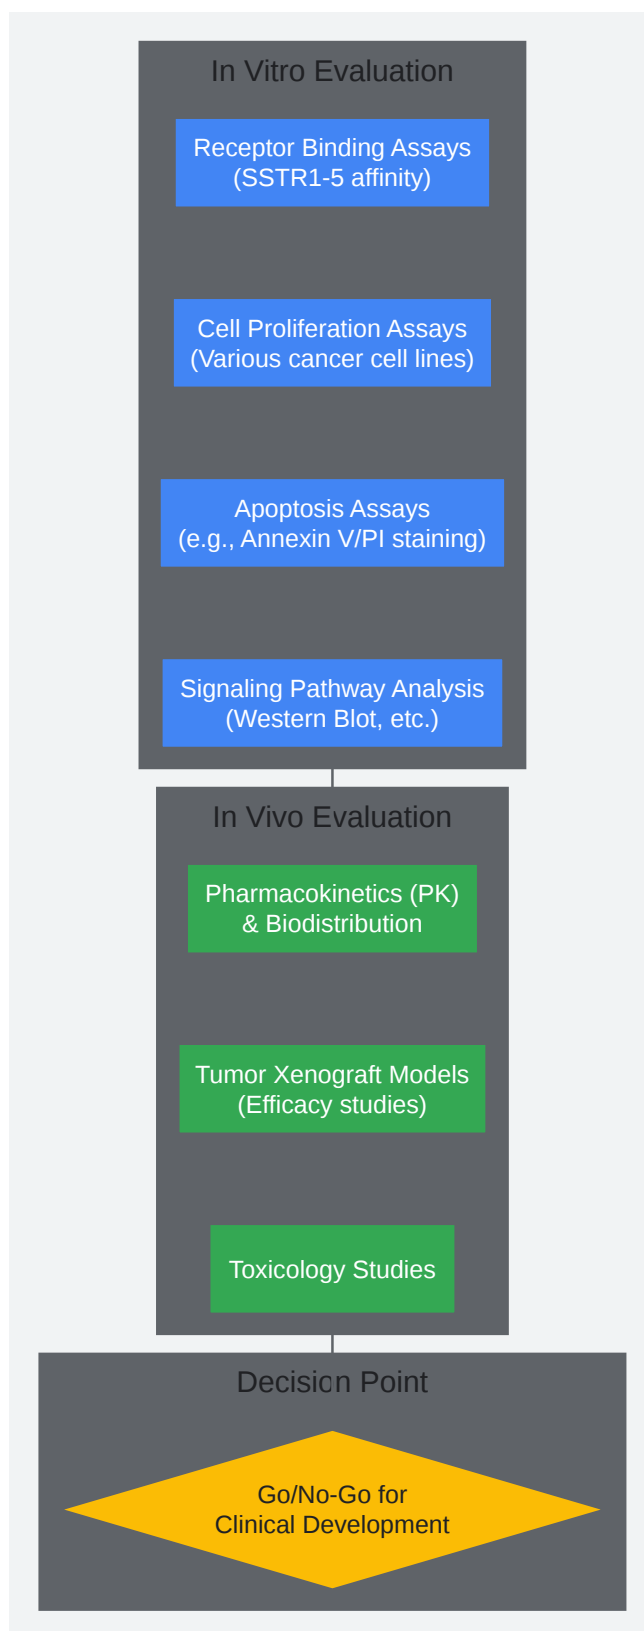 In Vitro Evaluation
Receptor Binding Assays
(SSTR1-5 affinity)
Cell Proliferation Assays
(Various cancer cell lines)
Apoptosis Assays
(e.g., Annexin V/PI staining)
Signaling Pathway Analysis
(Western Blot, etc.)
In Vivo Evaluation
Pharmacokinetics (PK)
& Biodistribution
Tumor Xenograft Models
(Efficacy studies)
Toxicology Studies
Decision Point
Go/No-Go for
Clinical Development